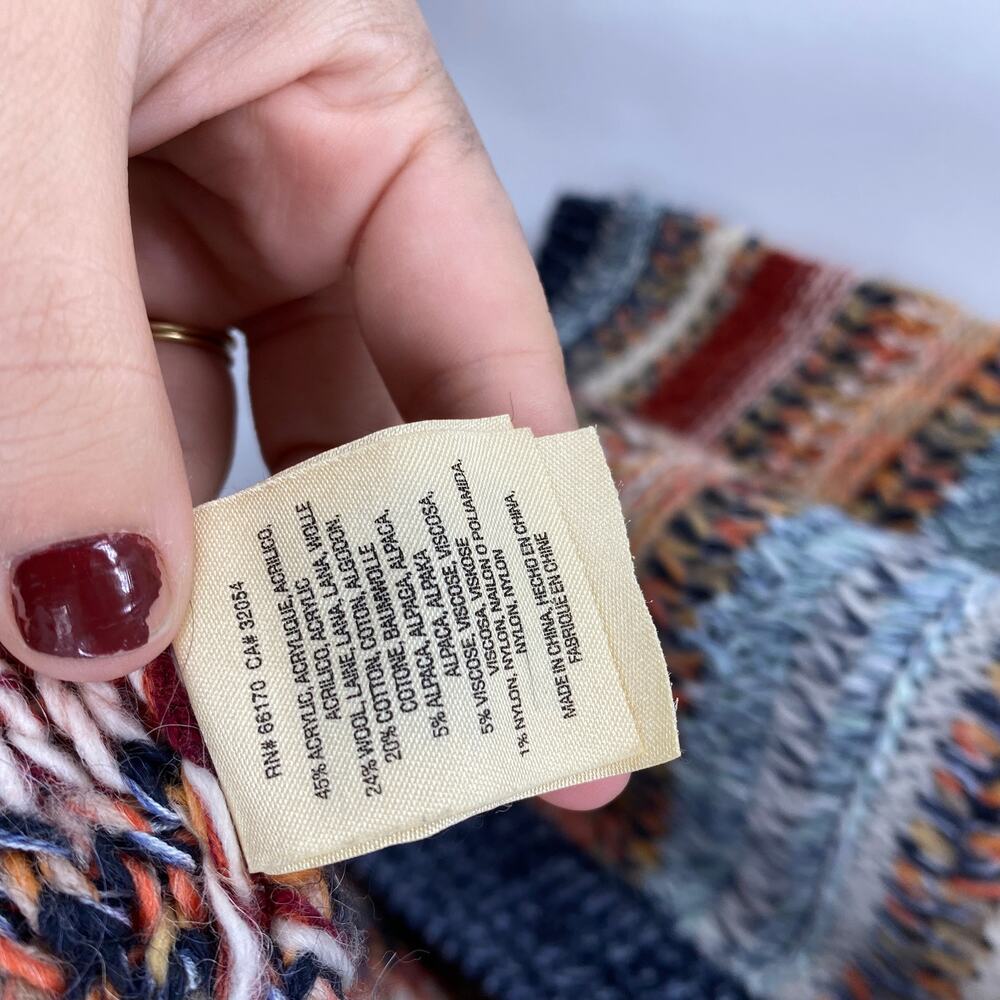 RN# 66170 CA# 32054
45% ACRYLIC, ACRYLIQUE, ACRILICO,
ACRILICO, ACRYL
24% WOOL, LAINE, LANA, LANA, WOLLE
20% COTTON, COTON, ALGODON,
COTONE, BAUMWOLLE
5% ALPACA, ALPAGA, ALPACA,
ALPACA, ALPAKA
5% VISCOSE, VISCOSE, VISCOSA,
VISCOSA, VISKOSE
1% NYLON, NYLON, NAILON O POLIAMIDA,
NYLON, NYLON
MADE IN CHINA, HECHO EN CHINA,
FABRIQUE EN CHINE